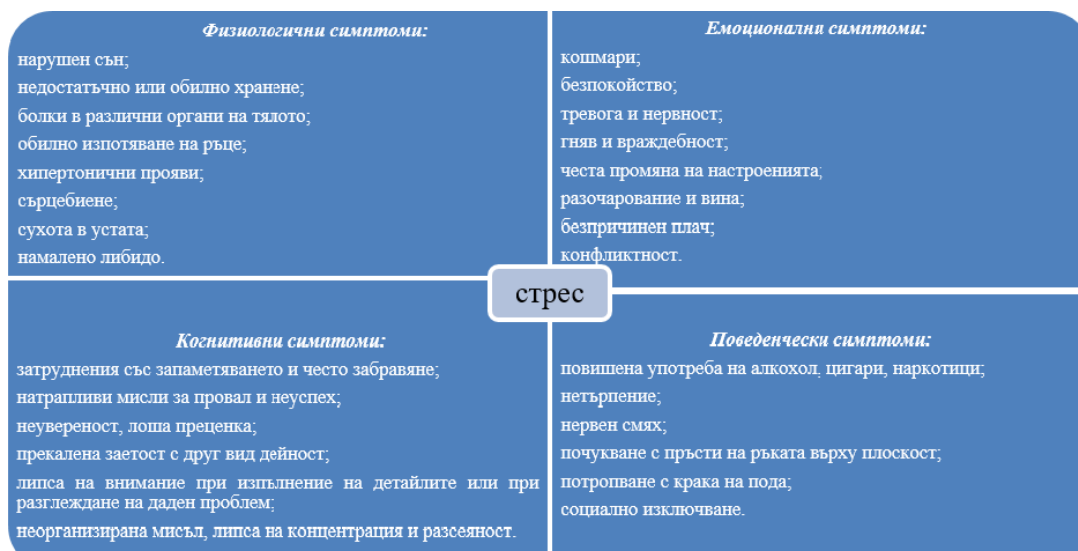 Физиологични симптоми:
нарушен сън;
недостатъчно или обилно хранене;
болки в различни органи на тялото;
обилно изпотяване на ръце;
хипертонични прояви;
сърцебиене;
сухота в устата;
намалено либидо.
Емоционални симптоми:
кошмари;
безпокойство;
тревога и нервност;
гняв и враждебност;
честа промяна на настроенията;
разочарование и вина;
безпричинен плач;
конфликтност.
стрес
Когнитивни симптоми:
затруднения със запаметяването и често забравяне;
натрапливи мисли за провал и неуспех;
неувереност, лоша преценка;
прекалена заетост с друг вид дейност;
липса на внимание при изпълнение на детайлите или при
разглеждане на даден проблем;
неорганизирана мисъл, липса на концентрация и разсеяност.
Поведенчески симптоми:
повишена употреба на алкохол, цигари, наркотици;
нетърпение;
нервен смях;
почукване с пръсти на ръката върху плоскост;
потропване с крака на пода;
социално изключване.